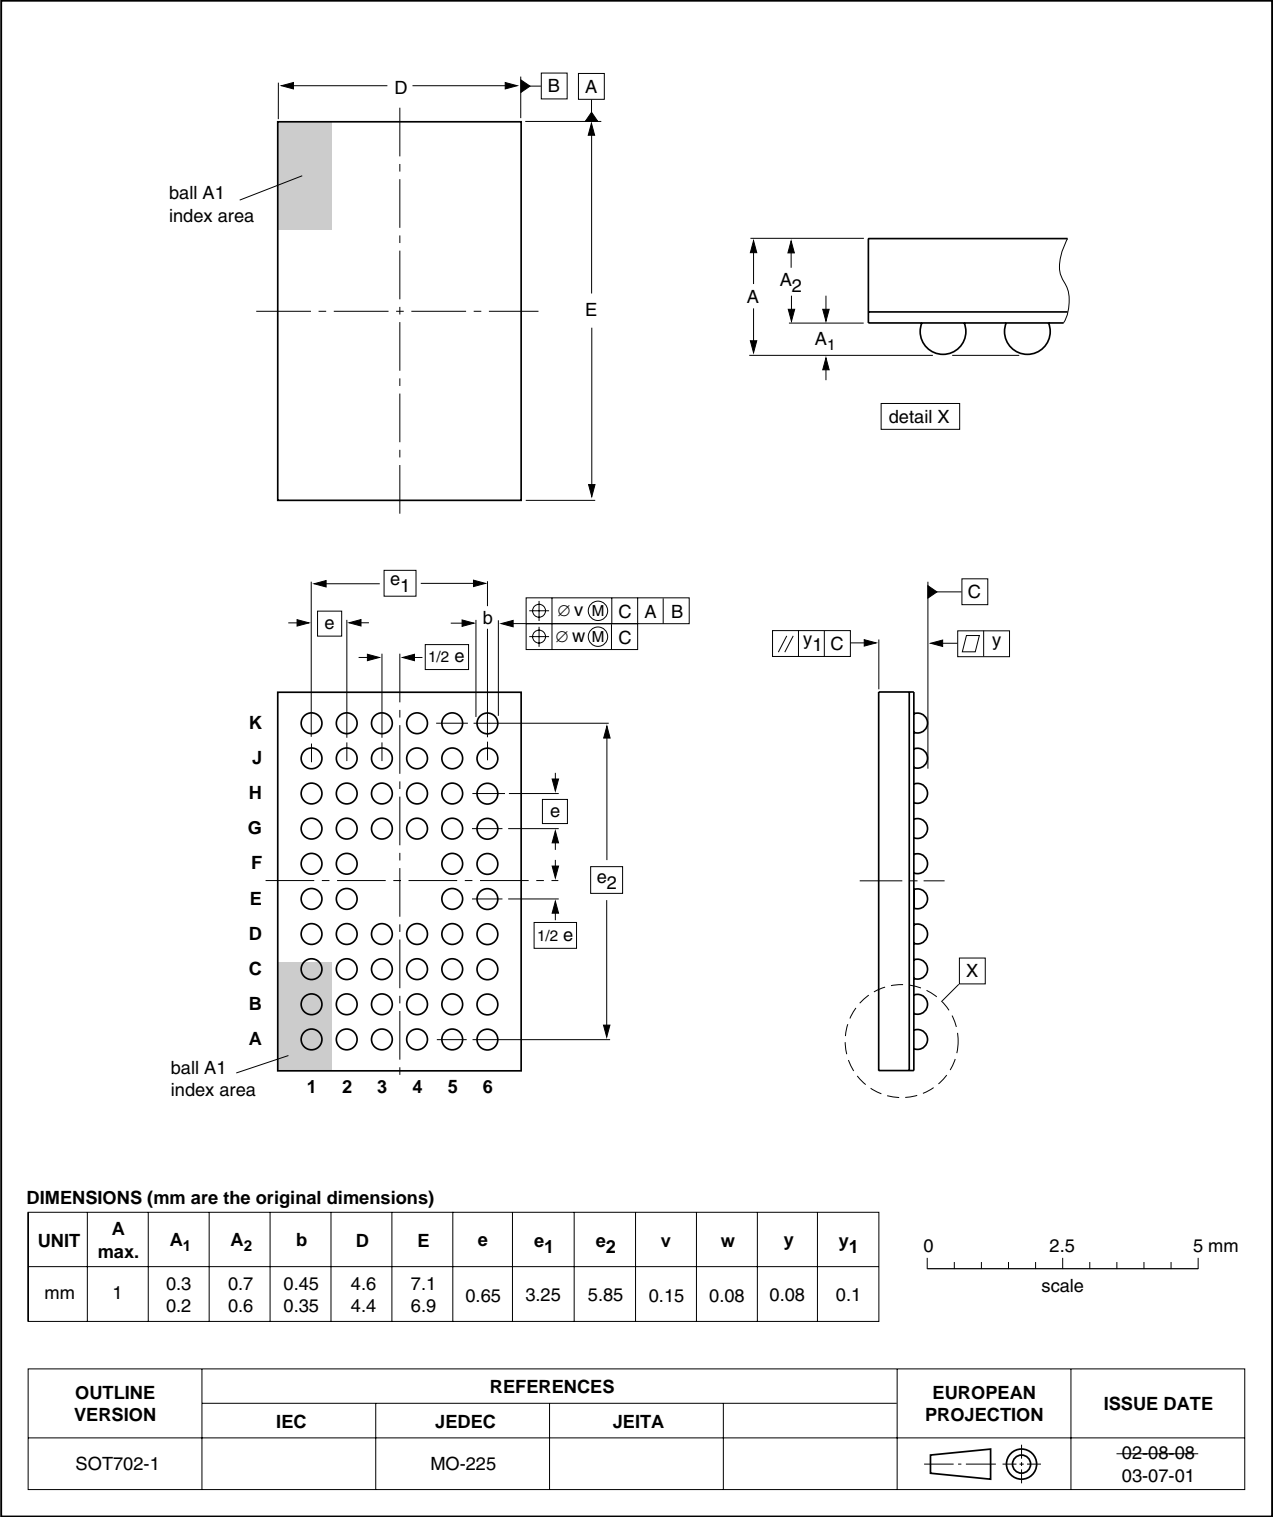 D
B
A
ball A1
index area
E
A
A2
A1
detail X
e1
e
b
⌀ v Ⓜ C A B
⌀ w Ⓜ C
1/2 e
K
J
H
G
F
E
D
C
B
A
e
e2
1/2 e
ball A1
index area
1 2 3 4 5 6
C
// y1 C
y
X
DIMENSIONS (mm are the original dimensions)
UNIT A max. A1 A2 b D E e e1 e2 v w y y1
mm 1 0.3 0.2 0.7 0.6 0.45 0.35 4.6 4.4 7.1 6.9 0.65 3.25 5.85 0.15 0.08 0.08 0.1
0 2.5 5 mm
scale
OUTLINE VERSION
REFERENCES
EUROPEAN PROJECTION
ISSUE DATE
IEC JEDEC JEITA
SOT702-1 MO-225
02-08-08
03-07-01